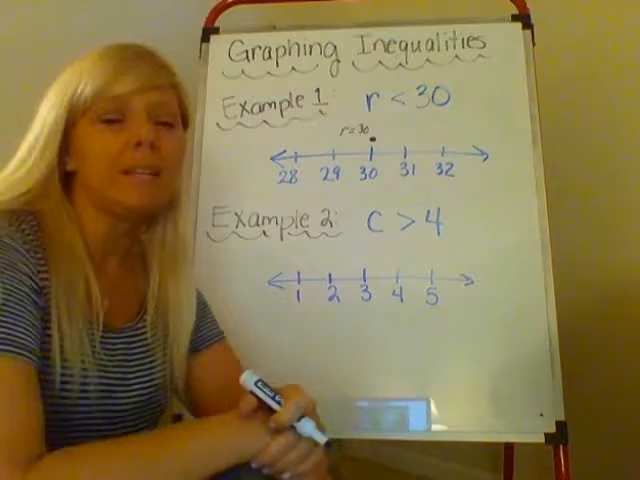 Graphing Inequalities
Example 1: r < 30
r = 30
28 29 30 31 32
Example 2: c > 4
1 2 3 4 5